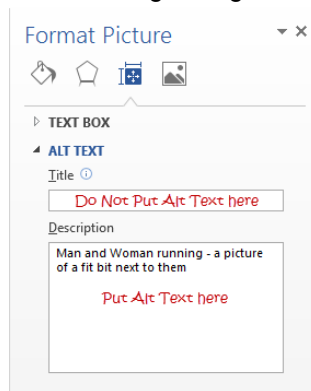 Format Picture
TEXT BOX
ALT TEXT
Title
Do Not Put Alt Text here
Description
Man and Woman running - a picture
of a fit bit next to them
Put Alt Text here